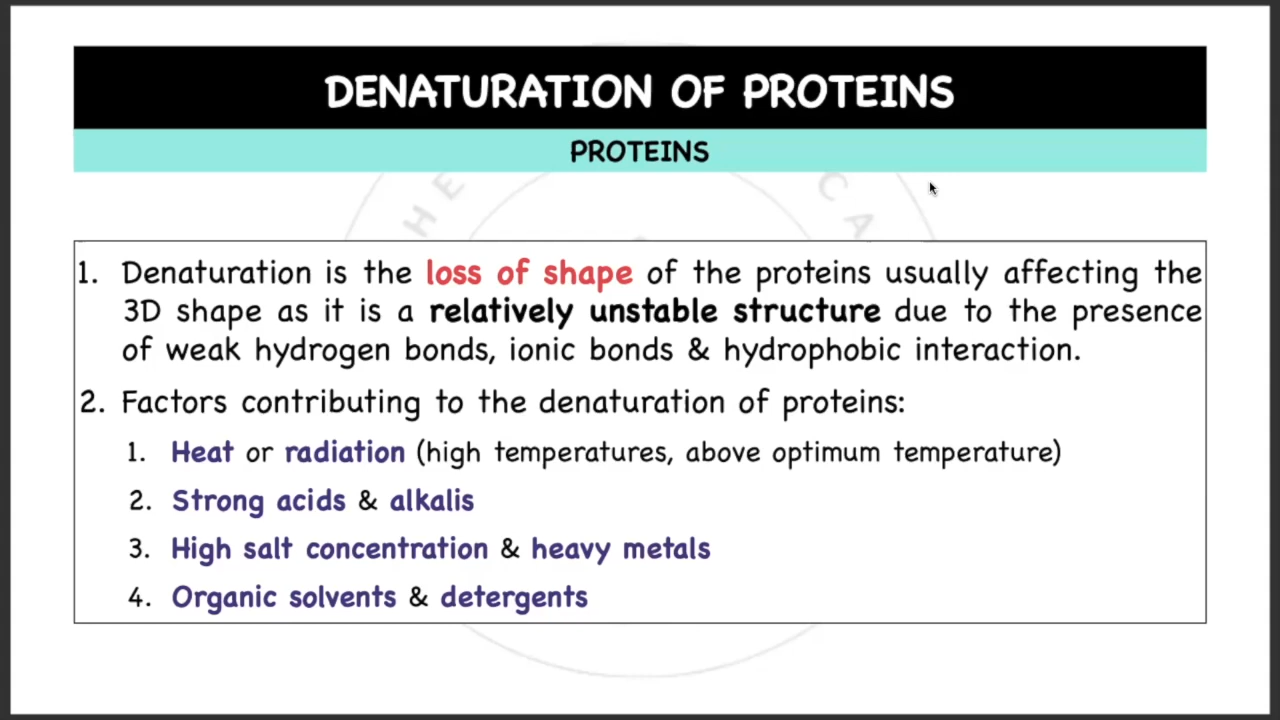 DENATURATION OF PROTEINS
PROTEINS
HE CA
1. Denaturation is the loss of shape of the proteins usually affecting the
3D shape as it is a relatively unstable structure due to the presence
of weak hydrogen bonds, ionic bonds & hydrophobic interaction.
2. Factors contributing to the denaturation of proteins:
1. Heat or radiation (high temperatures, above optimum temperature)
2. Strong acids & alkalis
3. High salt concentration & heavy metals
4. Organic solvents & detergents